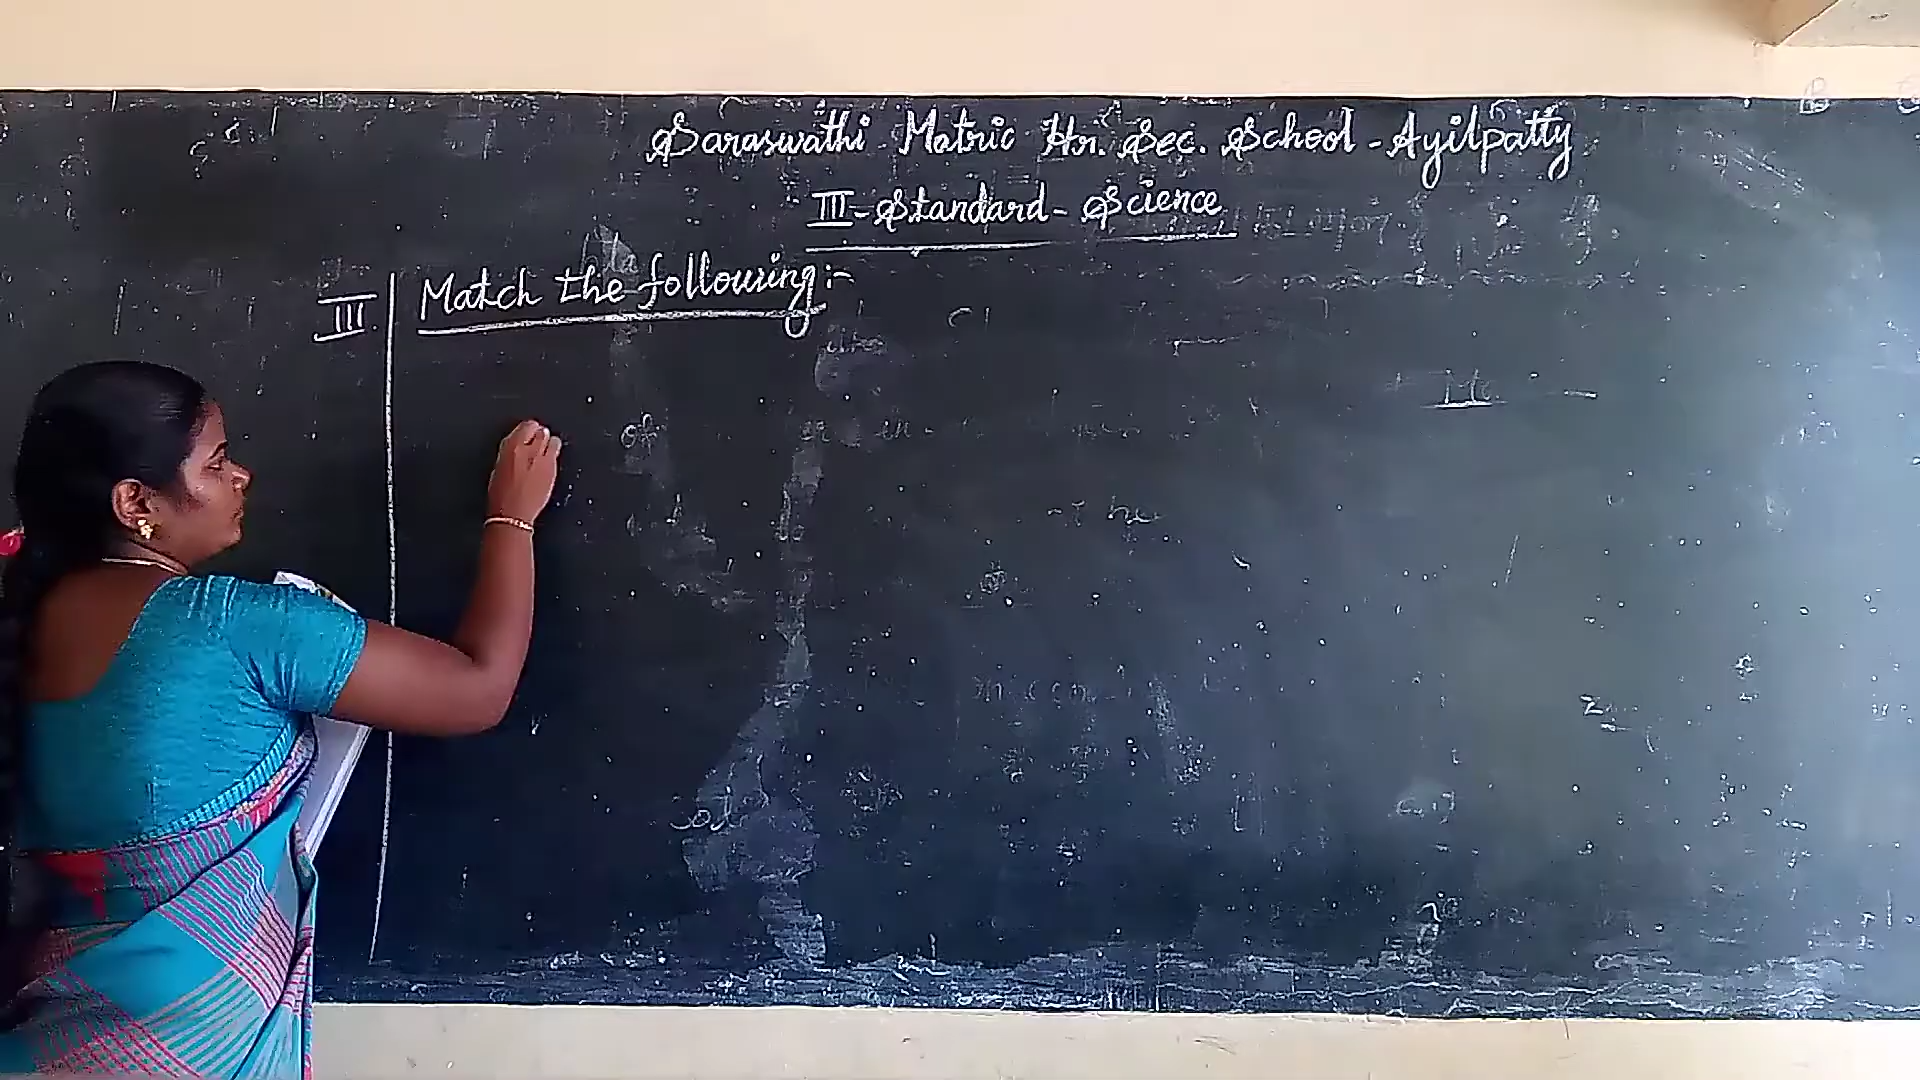 Saraswathi Matric Hr. Sec. School - Ayilpatty
III - Standard - Science
III. Match the following:-